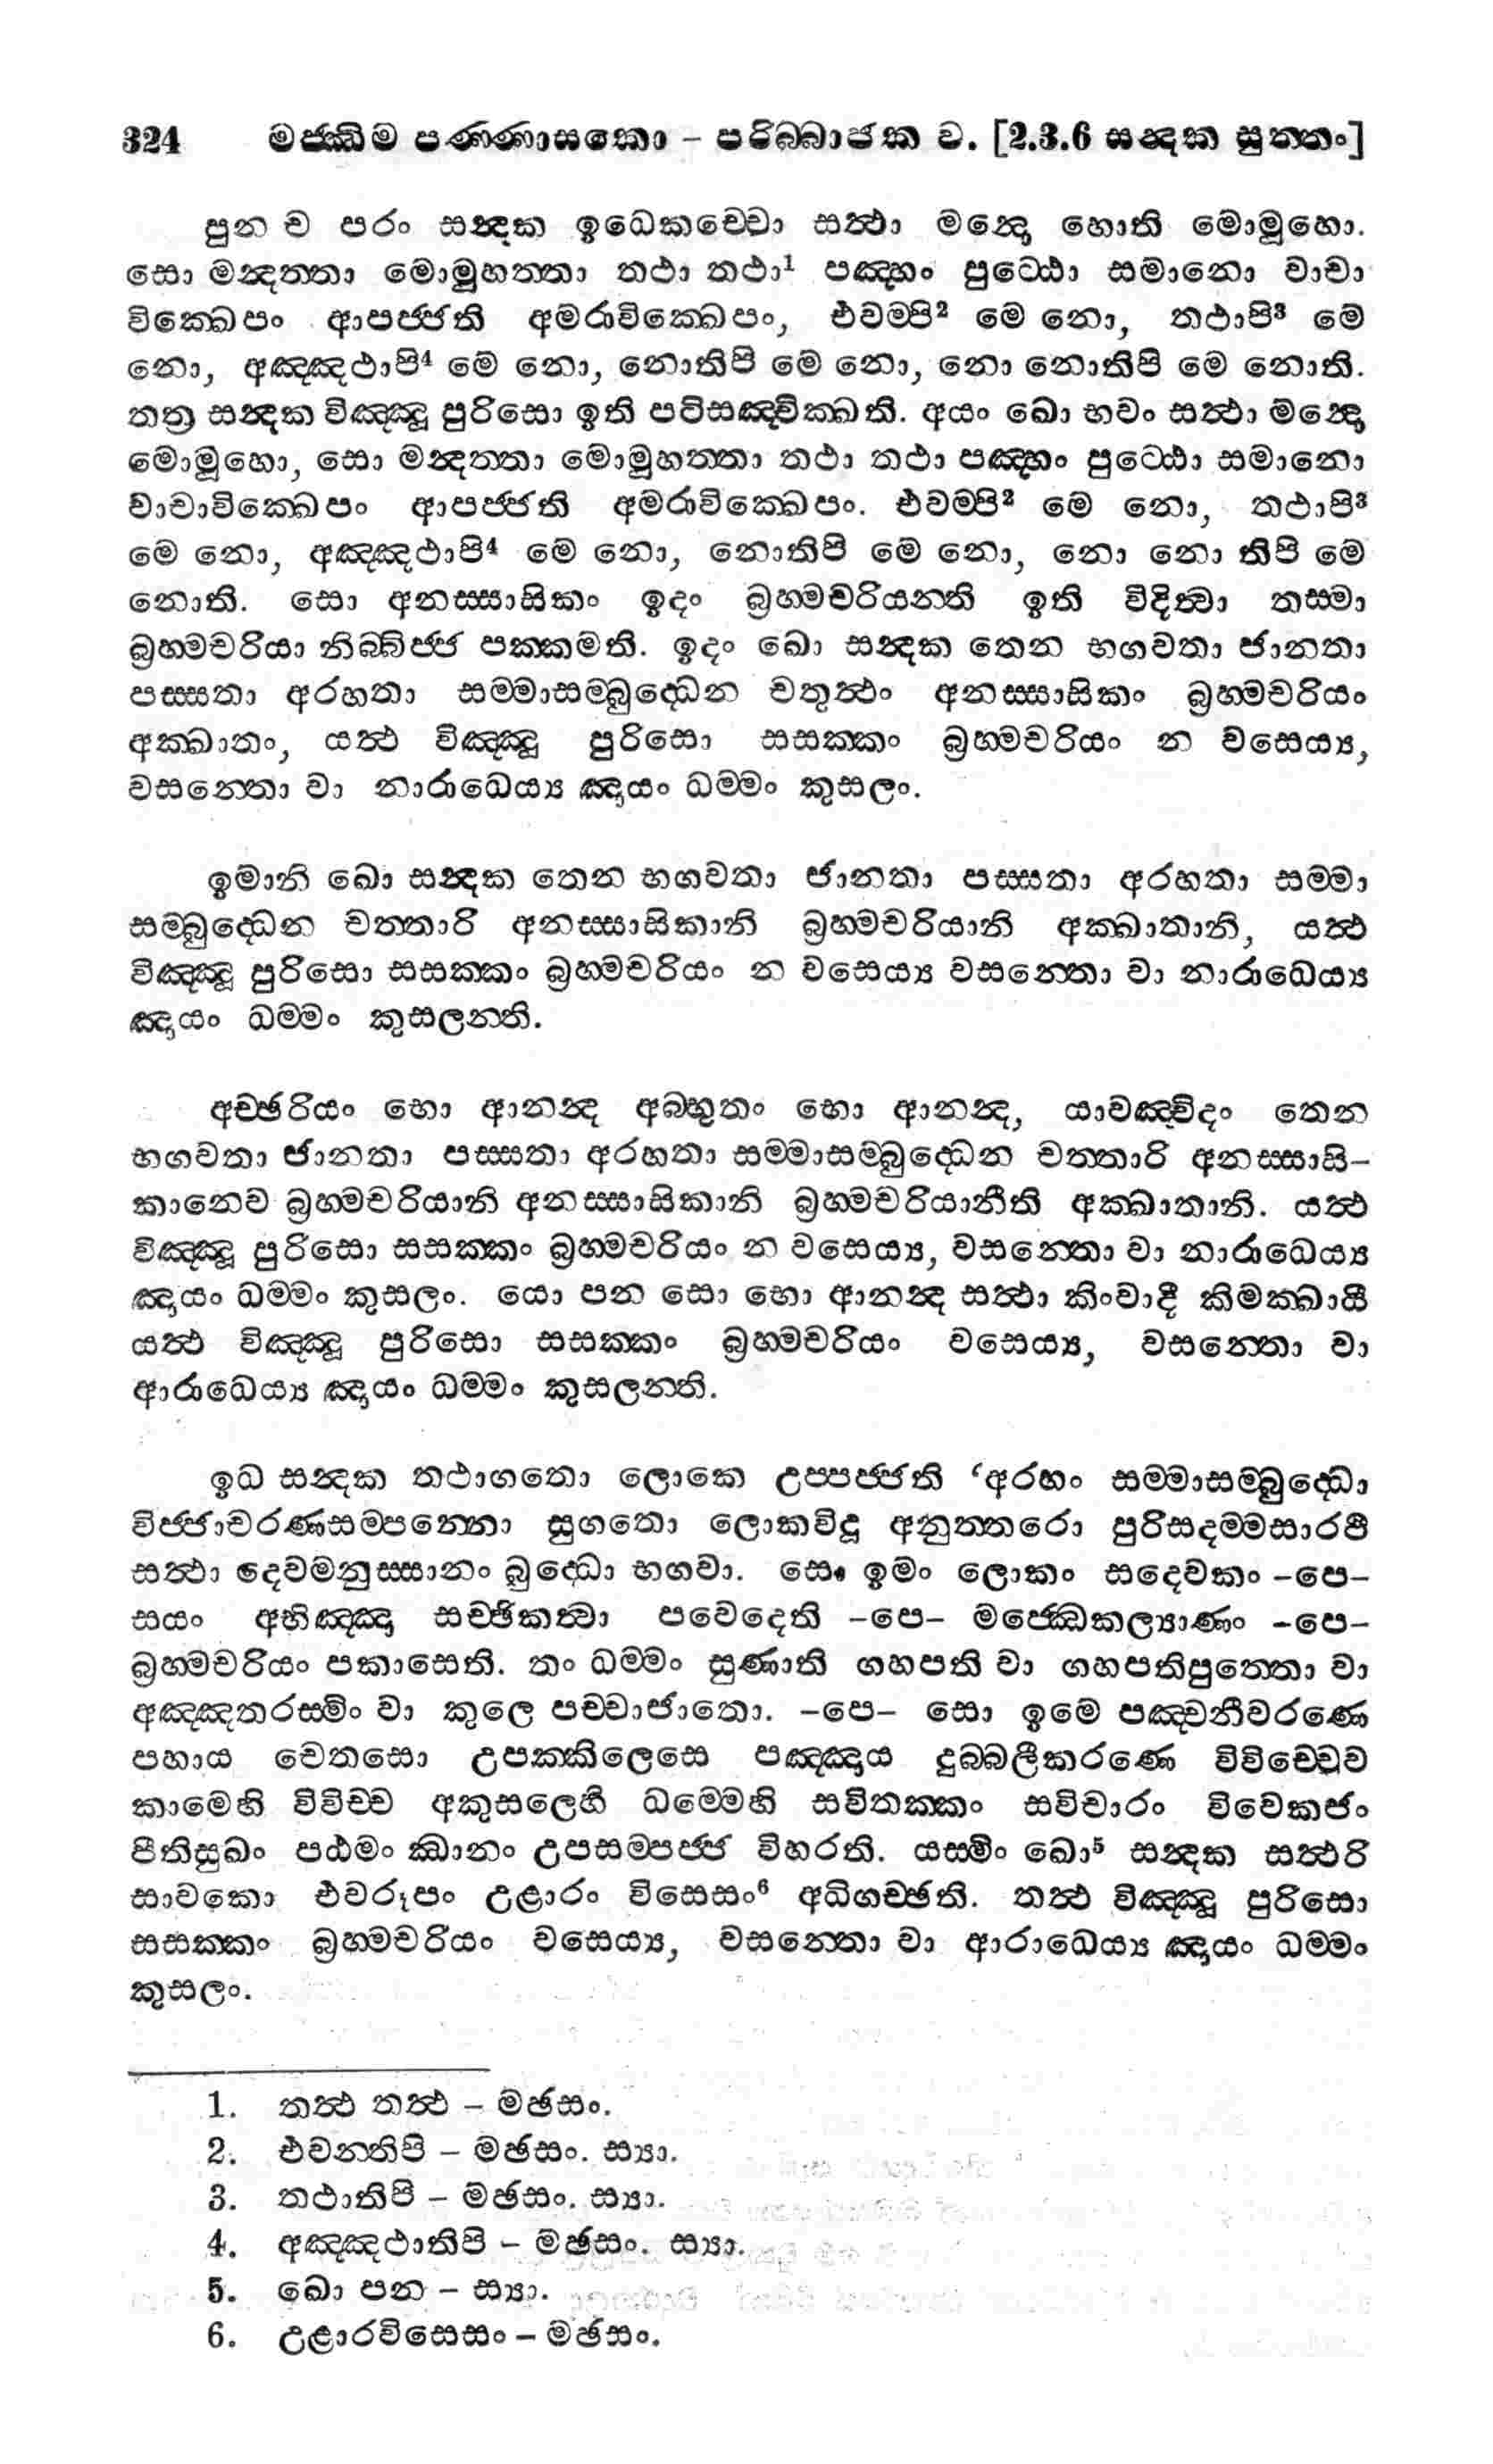 324 මජ්ඣිම පණ්ණාසකො – පරිබ්බාජක ව. [2.3.6 සන්දක සුත්තං]
පුන ච පරං සන්දක ඉධෙකච්චො සත්ථා මන්දො හොති මොමූහො.
සො මන්දත්තා මොමූහත්තා තථා තථා¹ පඤ්හං පුට්ඨො සමානො වාචා
වික්ඛෙපං ආපජ්ජති අමරාවික්ඛෙපං, එවම්පි² මෙ නො, තථාපි³ මෙ
නො, අඤ්ඤථාපි⁴ මෙ නො, නොතිපි මෙ නො, නො නොතිපි මෙ නොති.
තත්‍ර සන්දක විඤ්ඤූ පුරිසො ඉති පටිසඤ්චික්ඛති. අයං ඛො භවං සත්ථා මන්දො
මොමූහො, සො මන්දත්තා මොමූහත්තා තථා තථා පඤ්හං පුට්ඨො සමානො
වාචාවික්ඛෙපං ආපජ්ජති අමරාවික්ඛෙපං. එවම්පි² මෙ නො, තථාපි³
මෙ නො, අඤ්ඤථාපි⁴ මෙ නො, නොතිපි මෙ නො, නො නො තිපි මෙ
නොති. සො අනස්සාසිකං ඉදං බ්‍රහ්මචරියන්ති ඉති විදිත්වා තස්මා
බ්‍රහ්මචරියා නිබ්බිජ්ජ පක්කමති. ඉදං ඛො සන්දක තෙන භගවතා ජානතා
පස්සතා අරහතා සම්මාසම්බුද්ධෙන චතුත්ථං අනස්සාසිකං බ්‍රහ්මචරියං
අක්ඛාතං, යත්ථ විඤ්ඤූ පුරිසො සසක්කං බ්‍රහ්මචරියං න වසෙය්‍ය,
වසන්තො වා නාරාධෙය්‍ය ඤායං ධම්මං කුසලං.
ඉමානි ඛො සන්දක තෙන භගවතා ජානතා පස්සතා අරහතා සම්මා
සම්බුද්ධෙන චත්තාරි අනස්සාසිකානි බ්‍රහ්මචරියානි අක්ඛාතානි, යත්ථ
විඤ්ඤූ පුරිසො සසක්කං බ්‍රහ්මචරියං න වසෙය්‍ය වසන්තො වා නාරාධෙය්‍ය
ඤායං ධම්මං කුසලන්ති.
අච්ඡරියං භො ආනන්ද අබ්භුතං භො ආනන්ද, යාවඤ්චිදං තෙන
භගවතා ජානතා පස්සතා අරහතා සම්මාසම්බුද්ධෙන චත්තාරි අනස්සාසි–
කානෙව බ්‍රහ්මචරියානි අනස්සාසිකානි බ්‍රහ්මචරියානීති අක්ඛාතානි. යත්ථ
විඤ්ඤූ පුරිසො සසක්කං බ්‍රහ්මචරියං න වසෙය්‍ය, වසන්තො වා නාරාධෙය්‍ය
ඤායං ධම්මං කුසලං. යො පන සො භො ආනන්ද සත්ථා කිංවාදී කිමක්ඛායී
යත්ථ විඤ්ඤූ පුරිසො සසක්කං බ්‍රහ්මචරියං වසෙය්‍ය, වසන්තො වා
ආරාධෙය්‍ය ඤායං ධම්මං කුසලන්ති.
ඉධ සන්දක තථාගතො ලොකෙ උප්පජ්ජති ‘අරහං සම්මාසම්බුද්ධො
විජ්ජාචරණසම්පන්නො සුගතො ලොකවිදූ අනුත්තරො පුරිසදම්මසාරථී
සත්ථා දෙවමනුස්සානං බුද්ධො භගවා. සො ඉමං ලොකං සදෙවකං –පෙ–
සයං අභිඤ්ඤා සච්ඡිකත්වා පවෙදෙති –පෙ– මජ්ඣෙකල්‍යාණං –පෙ–
බ්‍රහ්මචරියං පකාසෙති. තං ධම්මං සුණාති ගහපති වා ගහපතිපුත්තො වා
අඤ්ඤතරස්මිං වා කුලෙ පච්චාජාතො. –පෙ– සො ඉමෙ පඤ්චනීවරණෙ
පහාය චෙතසො උපක්කිලෙසෙ පඤ්ඤාය දුබ්බලීකරණෙ විවිච්චෙව
කාමෙහි විවිච්ච අකුසලෙහි ධම්මෙහි සවිතක්කං සවිචාරං විවෙකජං
පීතිසුඛං පඨමං ඣානං උපසම්පජ්ජ විහරති. යස්මිං ඛො⁵ සන්දක සත්ථරි
සාවකො එවරූපං උළාරං විසෙසං⁶ අධිගච්ඡති. තත්ථ විඤ්ඤූ පුරිසො
සසක්කං බ්‍රහ්මචරියං වසෙය්‍ය, වසන්තො වා ආරාධෙය්‍ය ඤායං ධම්මං
කුසලං.
1. තත්ථ තත්ථ – මඡසං.
2. එවන්තිපි – මඡසං. ස්‍යා.
3. තථාතිපි – මඡසං. ස්‍යා.
4. අඤ්ඤථාතිපි – මඡසං. ස්‍යා.
5. ඛො පන – ස්‍යා.
6. උළාරවිසෙසං – මඡසං.